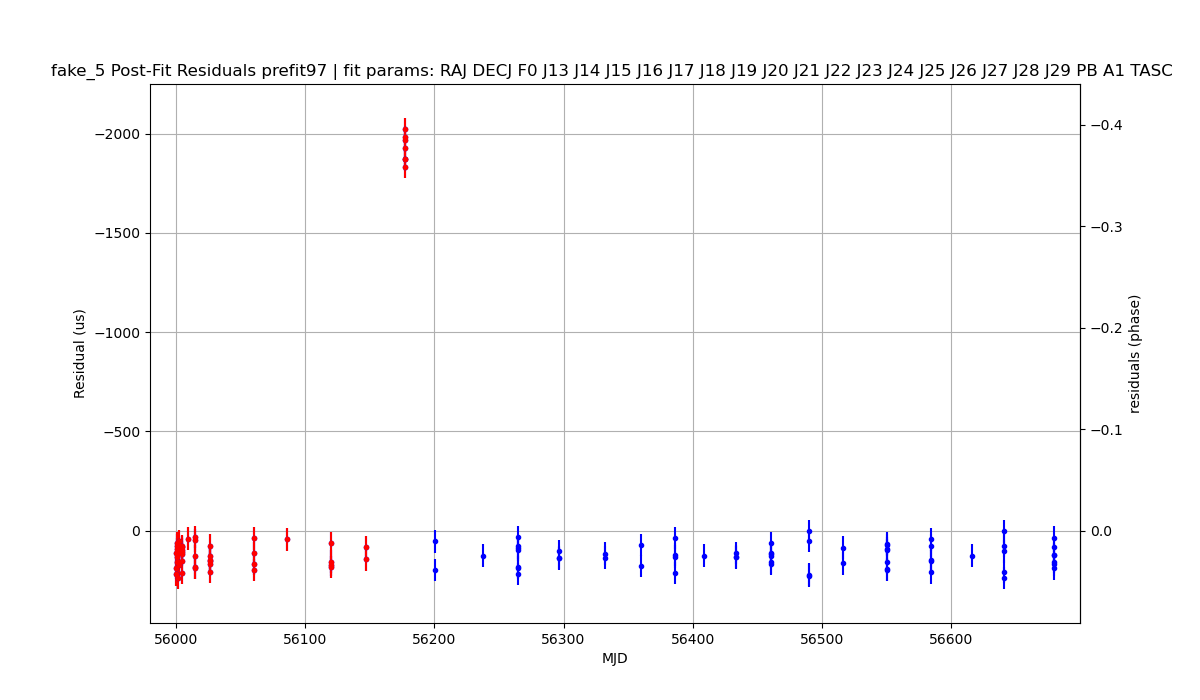 fake_5 Post-Fit Residuals prefit97 | fit params: RAJ DECJ F0 J13 J14 J15 J16 J17 J18 J19 J20 J21 J22 J23 J24 J25 J26 J27 J28 J29 PB A1 TASC
−2000
−1500
−1000
−500
0
Residual (us)
−0.4
−0.3
−0.2
−0.1
0.0
residuals (phase)
56000 56100 56200 56300 56400 56500 56600
MJD